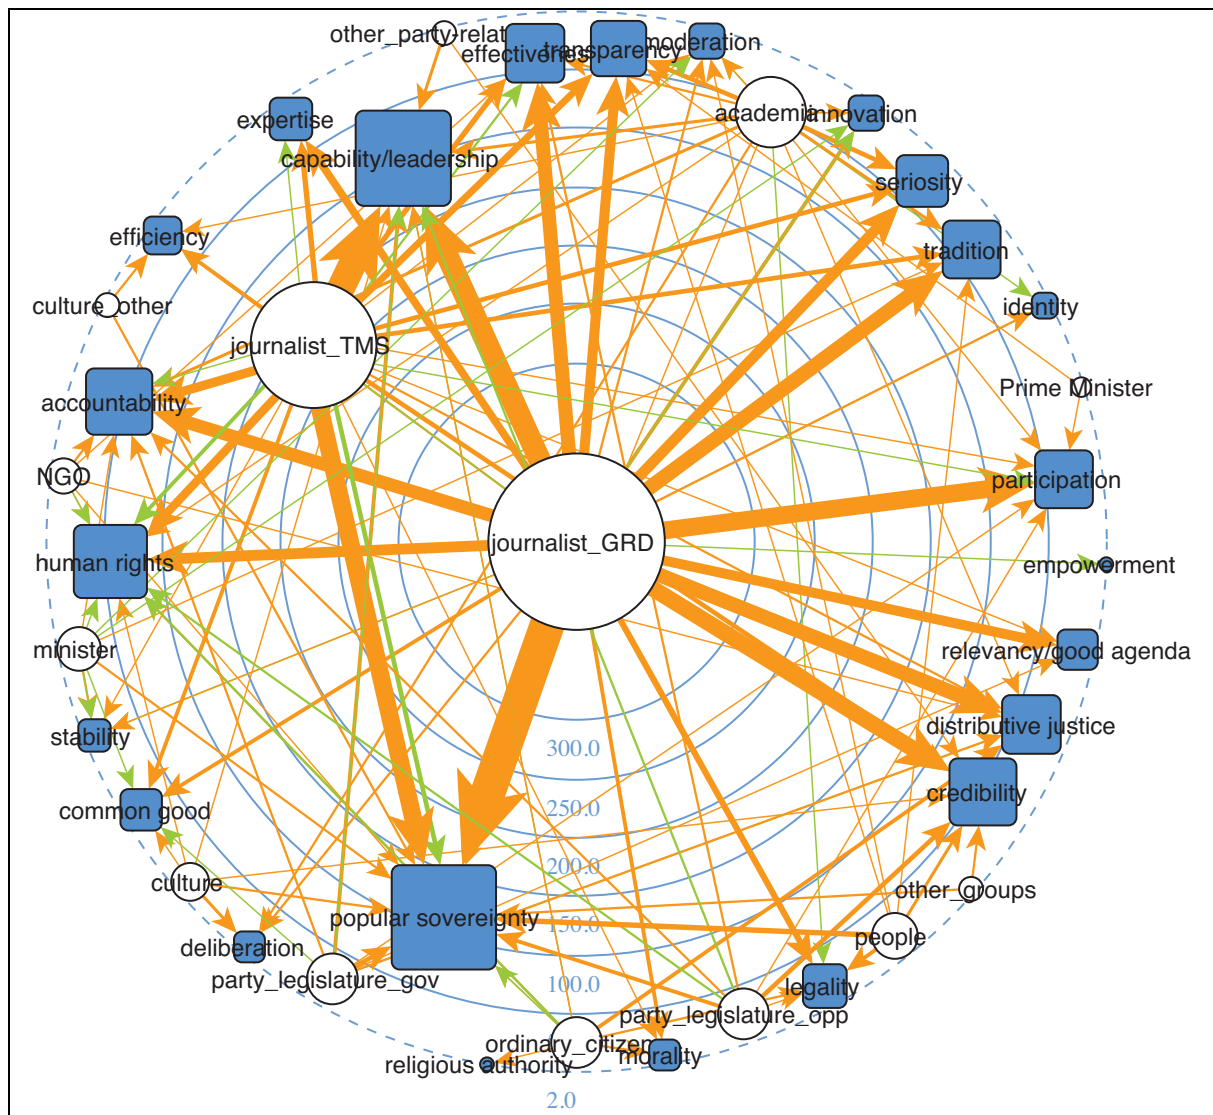 other_party-relat
effectivenes
transparency
moderation
academia
innovation
expertise
capability/leadership
seriosity
tradition
efficiency
identity
culture_other
journalist_TMS
Prime Minister
accountability
NGO
participation
journalist_GRD
human rights
empowerment
minister
relevancy/good agenda
stability
distributive justice
300.0
common good
credibility
250.0
200.0
culture
other_groups
popular sovereignty
150.0
people
deliberation
party_legislature_gov
100.0
legality
party_legislature_opp
ordinary_citizen
morality
religious authority
2.0